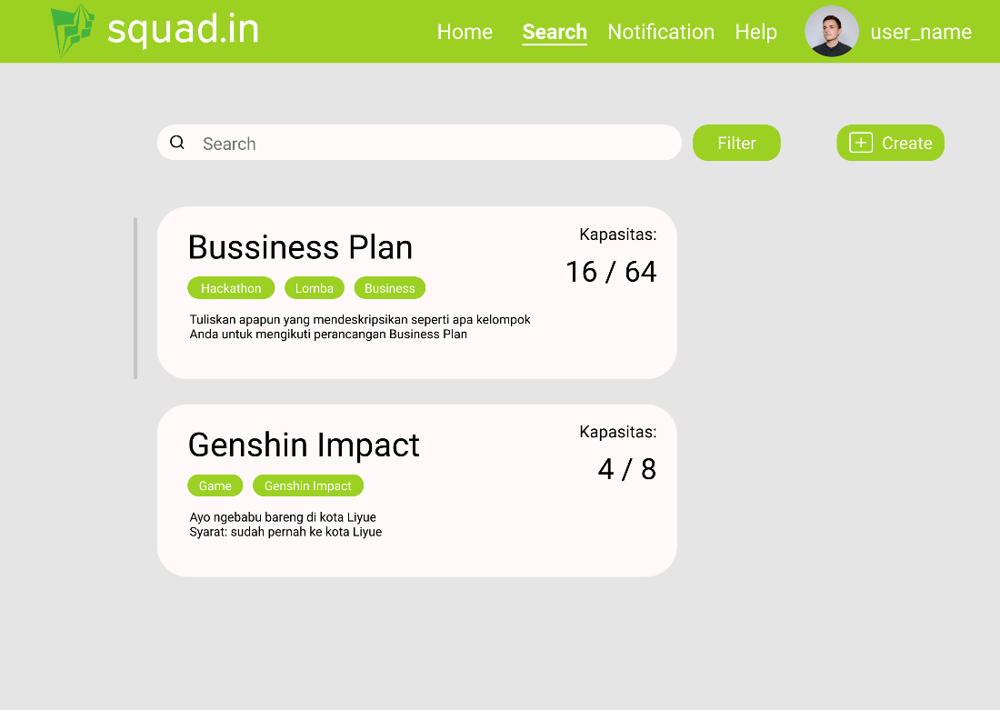 squad.in
Home Search Notification Help user_name
Search Filter Create
Bussiness Plan
Kapasitas:
16 / 64
Hackathon Lomba Business
Tuliskan apapun yang mendeskripsikan seperti apa kelompok
Anda untuk mengikuti perancangan Business Plan
Genshin Impact
Kapasitas:
4 / 8
Game Genshin Impact
Ayo ngebabu bareng di kota Liyue
Syarat: sudah pernah ke kota Liyue